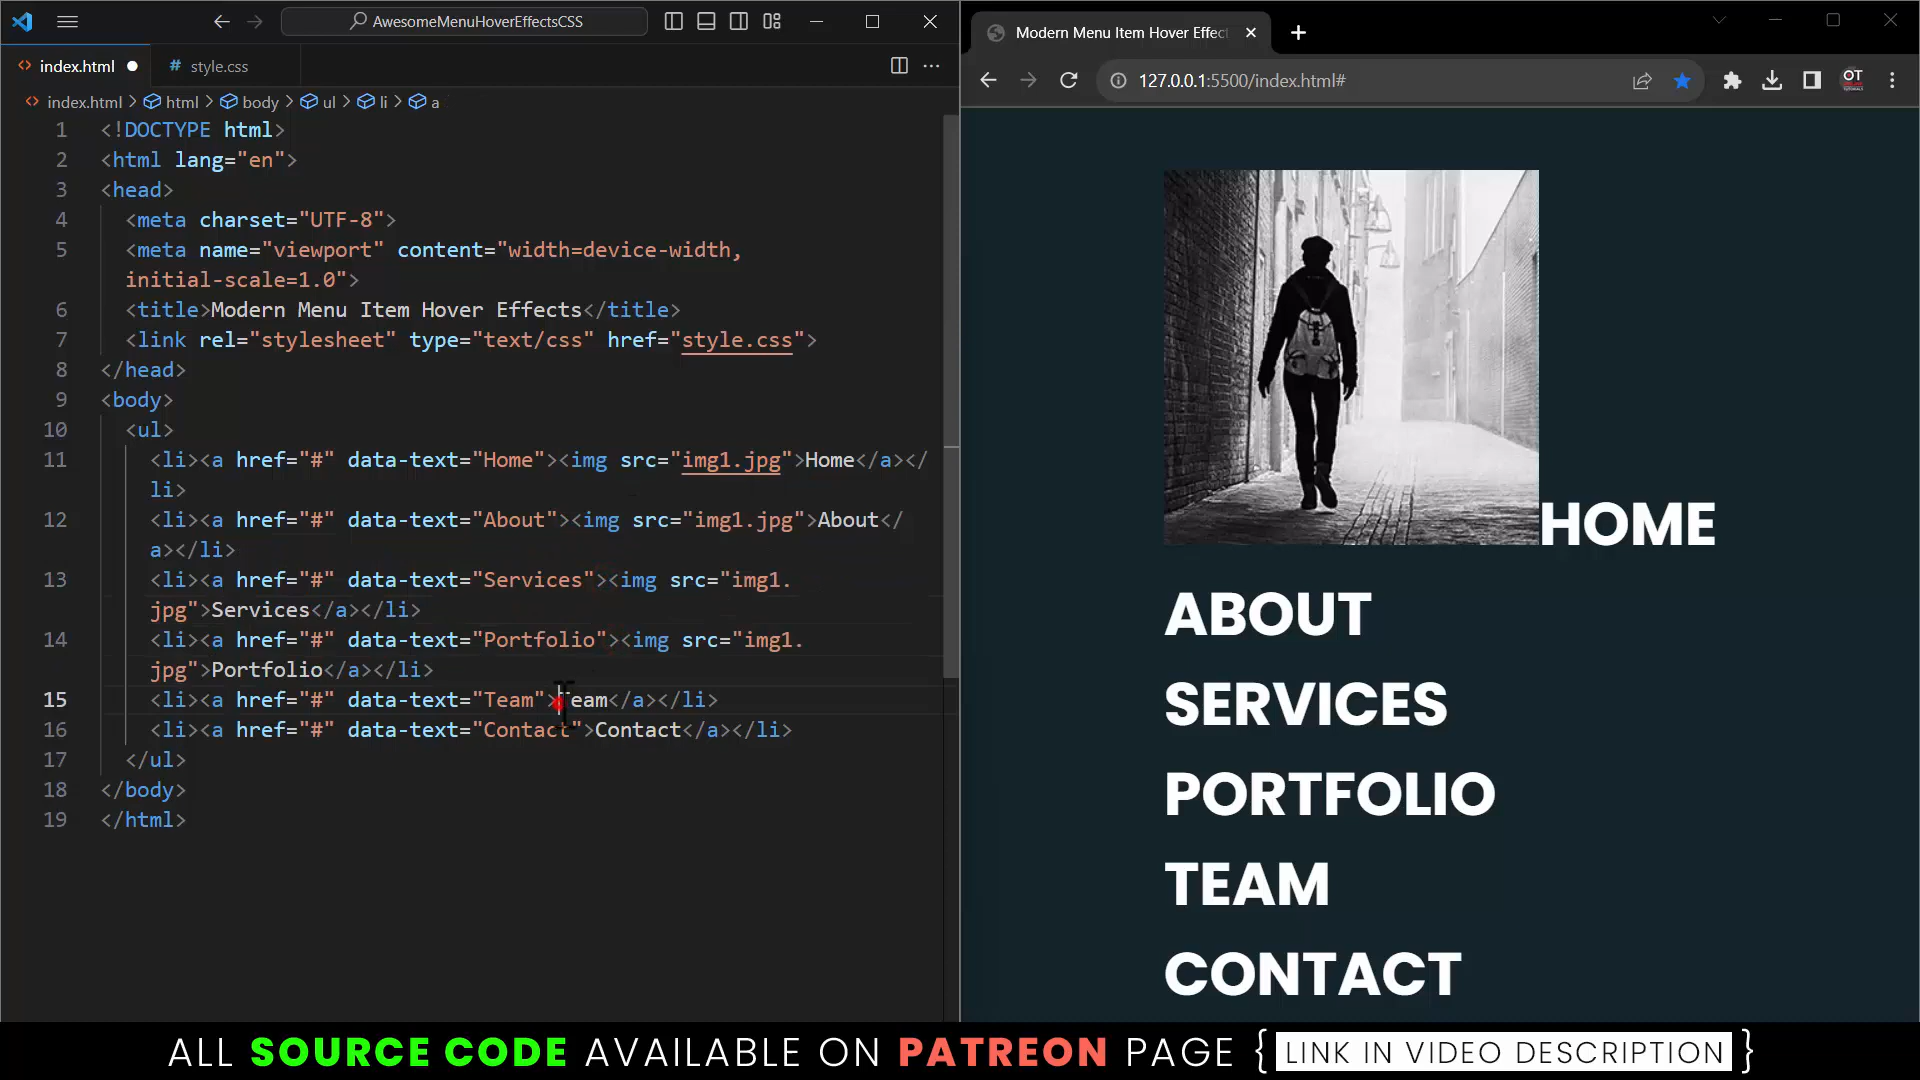 AwesomeMenuHoverEffectsCSS
index.html
# style.css
index.html > html > body > ul > li > a
1 <!DOCTYPE html>
2 <html lang="en">
3 <head>
4 <meta charset="UTF-8">
5 <meta name="viewport" content="width=device-width,
initial-scale=1.0">
6 <title>Modern Menu Item Hover Effects</title>
7 <link rel="stylesheet" type="text/css" href="style.css">
8 </head>
9 <body>
10 <ul>
11 <li><a href="#" data-text="Home"><img src="img1.jpg">Home</a></
li>
12 <li><a href="#" data-text="About"><img src="img1.jpg">About</
a></li>
13 <li><a href="#" data-text="Services"><img src="img1.
jpg">Services</a></li>
14 <li><a href="#" data-text="Portfolio"><img src="img1.
jpg">Portfolio</a></li>
15 <li><a href="#" data-text="Team">Team</a></li>
16 <li><a href="#" data-text="Contact">Contact</a></li>
17 </ul>
18 </body>
19 </html>
Modern Menu Item Hover Effec
127.0.0.1:5500/index.html#
OT
HOME
ABOUT
SERVICES
PORTFOLIO
TEAM
CONTACT
ALL SOURCE CODE AVAILABLE ON PATREON PAGE { LINK IN VIDEO DESCRIPTION }